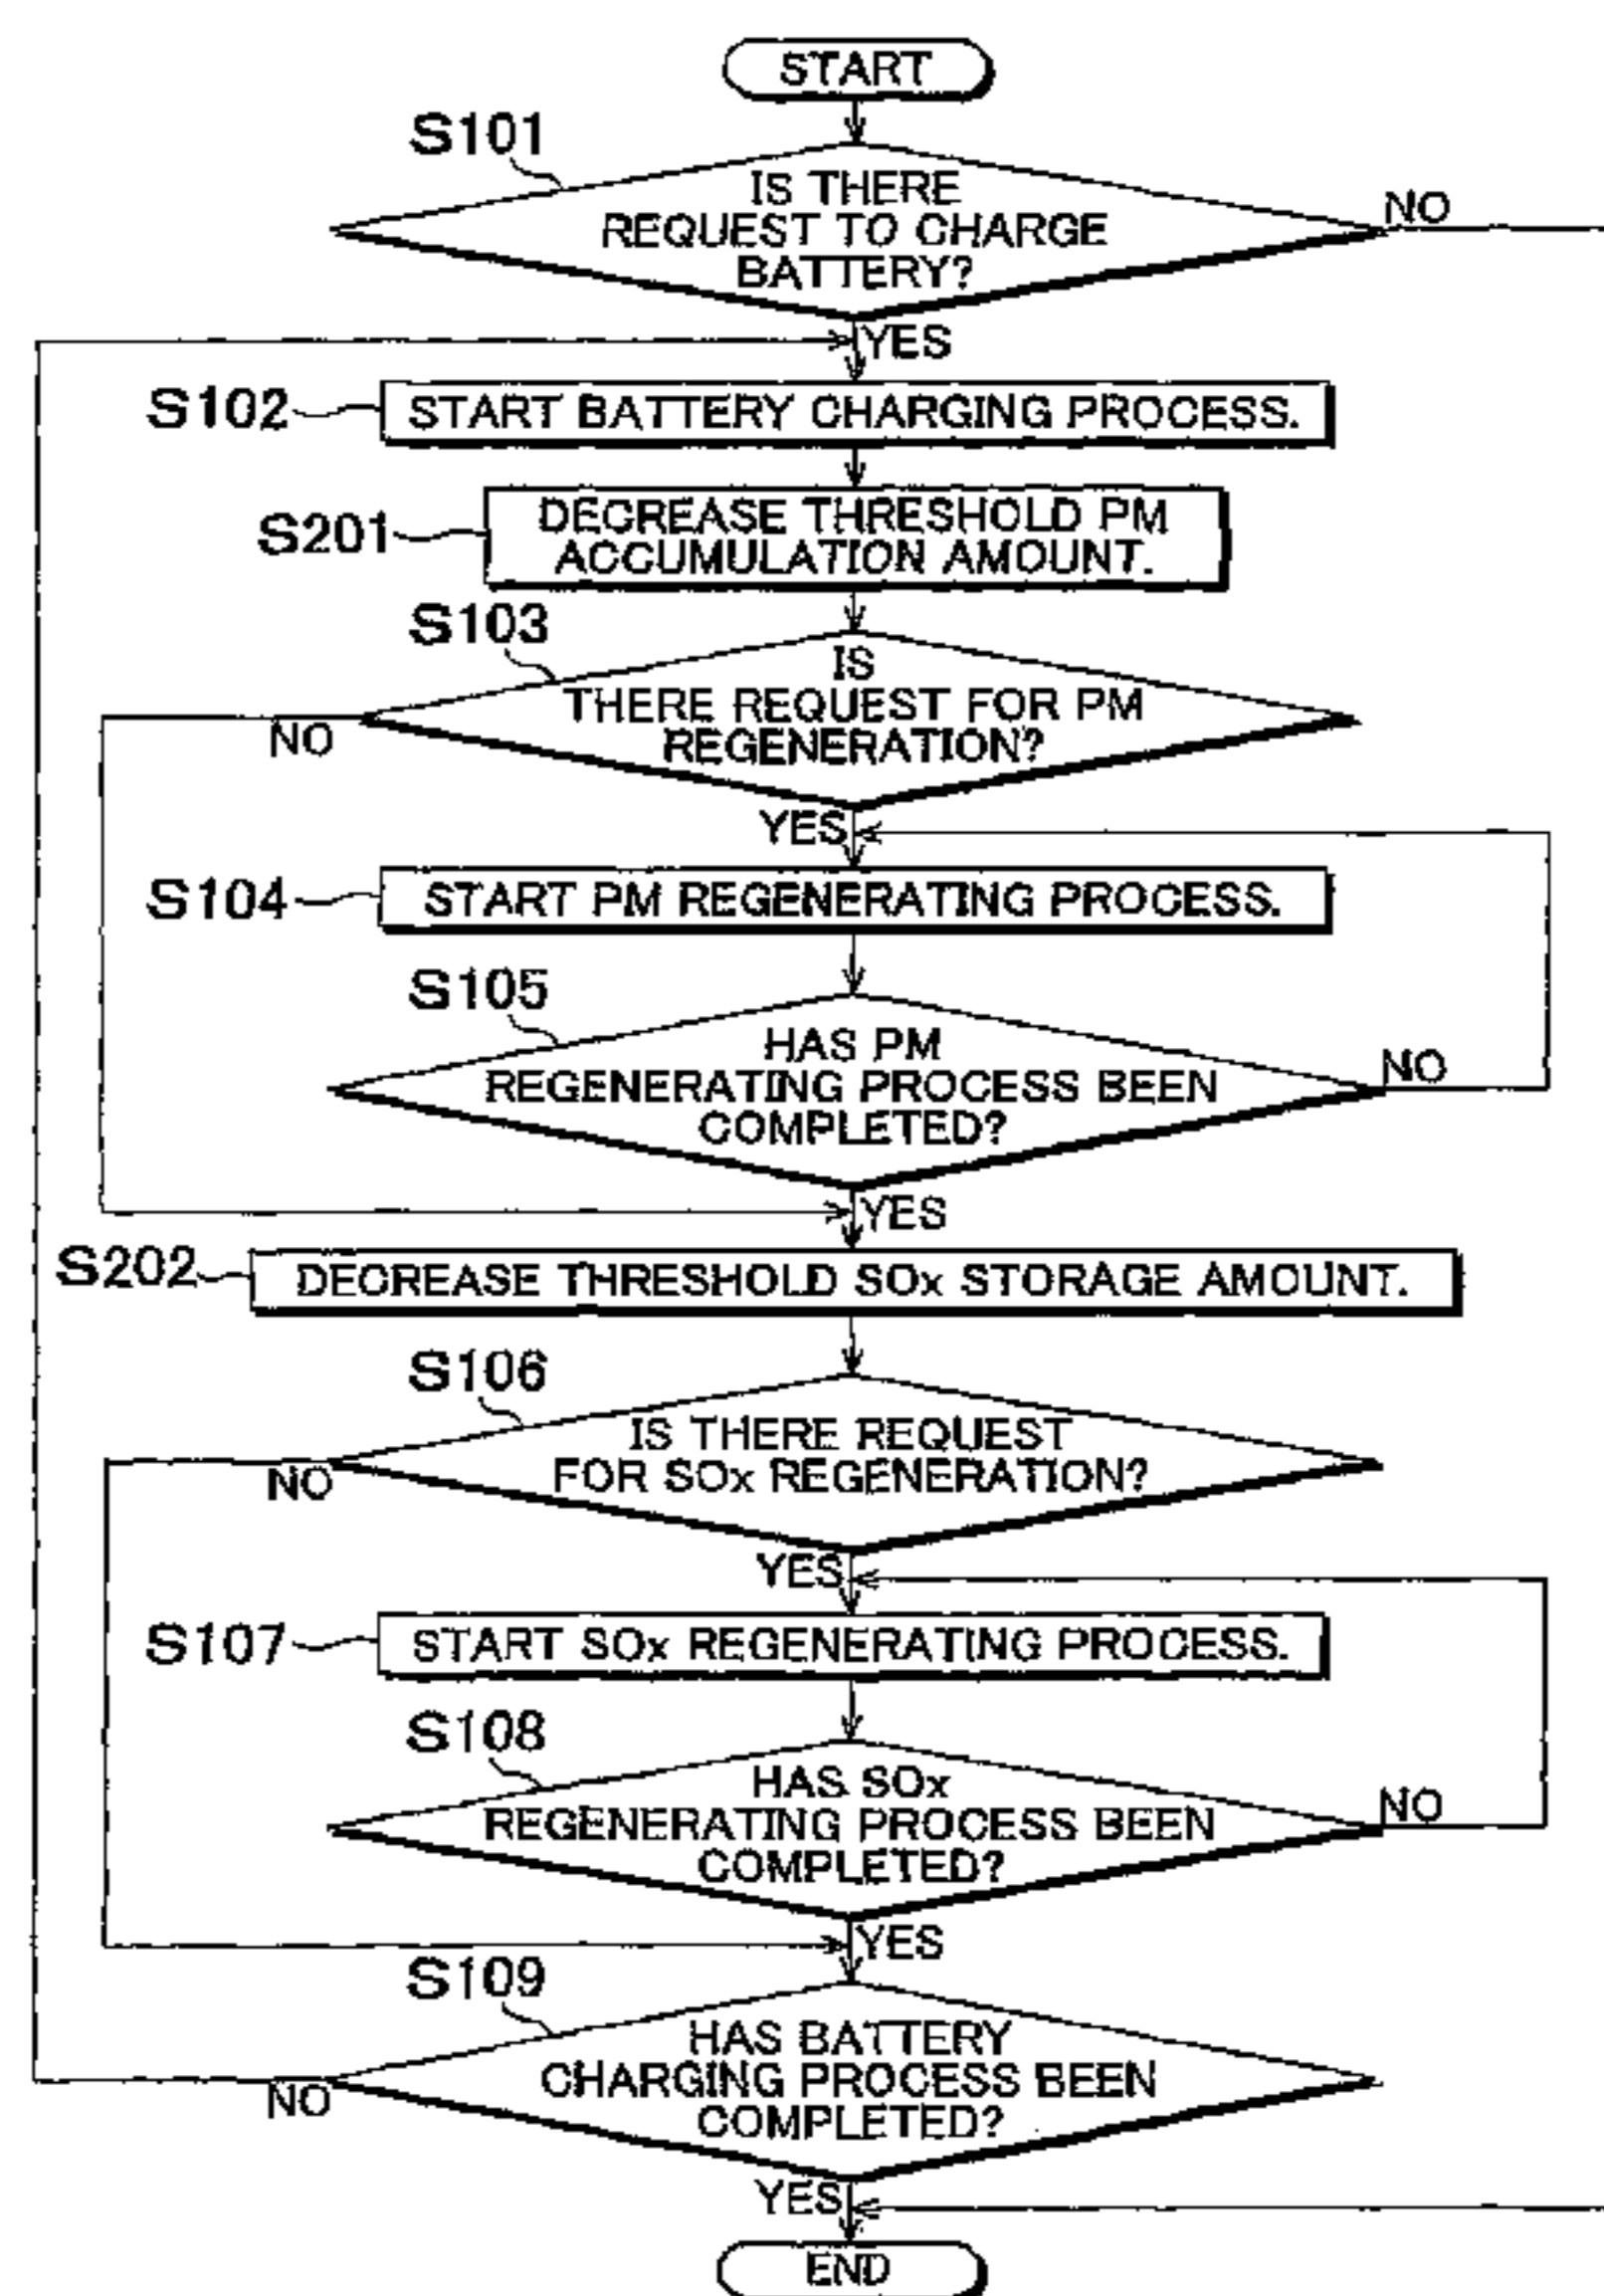 START
S101
IS THERE
REQUEST TO CHARGE
BATTERY?
NO
YES
S102
START BATTERY CHARGING PROCESS.
S201
DECREASE THRESHOLD PM
ACCUMULATION AMOUNT.
S103
IS
THERE REQUEST FOR PM
REGENERATION?
NO
YES
S104
START PM REGENERATING PROCESS.
S105
HAS PM
REGENERATING PROCESS BEEN
COMPLETED?
NO
YES
S202
DECREASE THRESHOLD SOx STORAGE AMOUNT.
S106
IS THERE REQUEST
FOR SOx REGENERATION?
NO
YES
S107
START SOx REGENERATING PROCESS.
S108
HAS SOx
REGENERATING PROCESS BEEN
COMPLETED?
NO
YES
S109
HAS BATTERY
CHARGING PROCESS BEEN
COMPLETED?
NO
YES
END